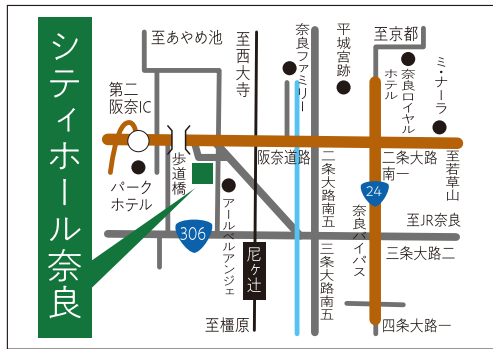 シティホール奈良
至あやめ池
第二
阪奈IC
至西大寺
奈良ファミリー
平城宮跡
至京都
奈良ロイヤル
ホテル
ミ・ナーラ
歩道橋
パーク
ホテル
アールベルアンジェ
阪奈道路
二条大路南五
二条大路
南一
至若草山
24
奈良バイパス
至JR奈良
306
尼ヶ辻
三条大路南五
三条大路二
至橿原
四条大路一